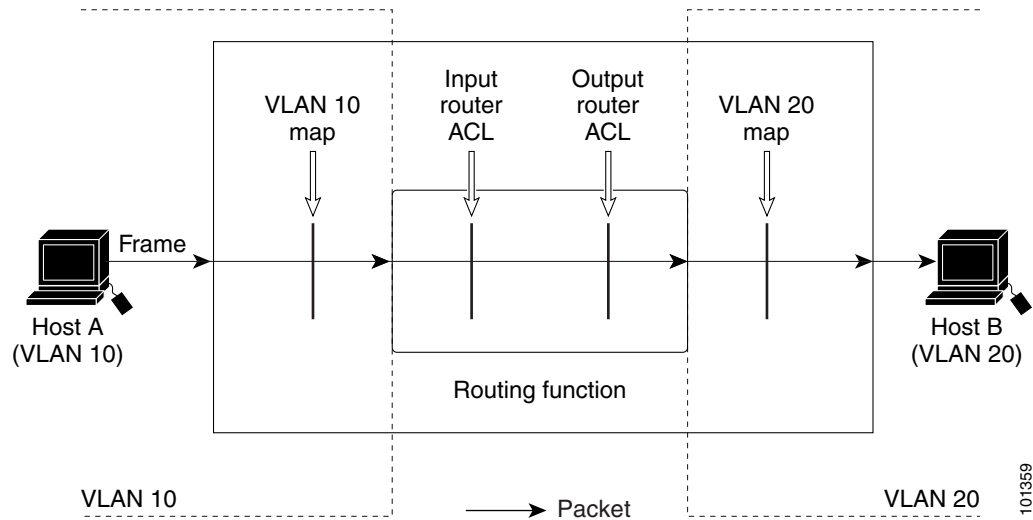 VLAN 10
map
Input
router
ACL
Output
router
ACL
VLAN 20
map
Frame
Host A
(VLAN 10)
Host B
(VLAN 20)
Routing function
VLAN 10
Packet
VLAN 20
101359